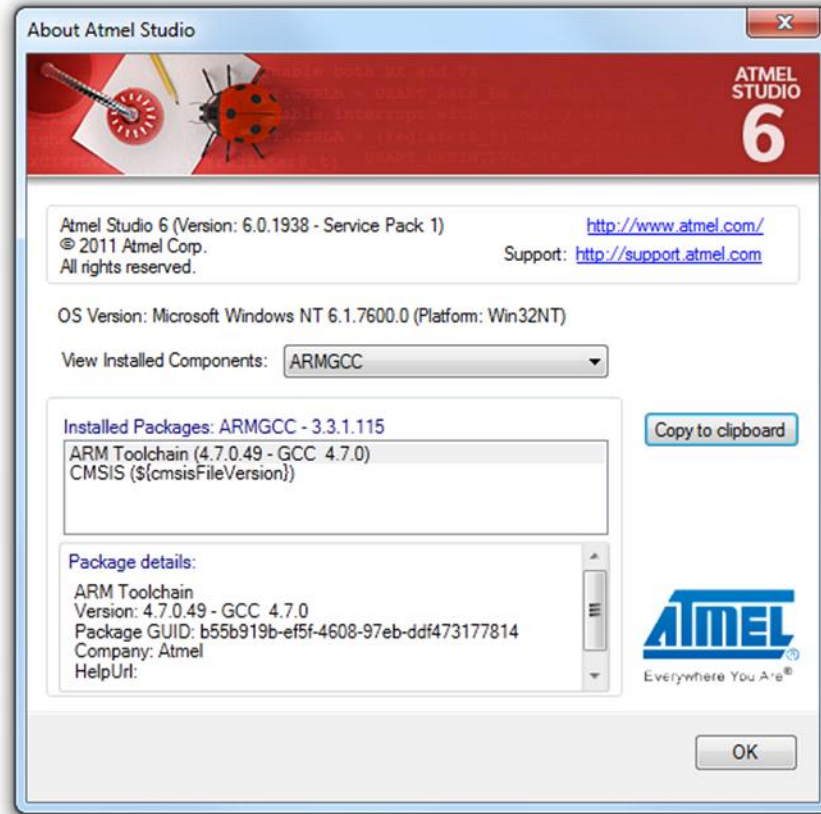 About Atmel Studio
ATMEL
STUDIO
6
Atmel Studio 6 (Version: 6.0.1938 - Service Pack 1)
http://www.atmel.com/
© 2011 Atmel Corp.
Support: http://support.atmel.com
All rights reserved.
OS Version: Microsoft Windows NT 6.1.7600.0 (Platform: Win32NT)
View Installed Components: ARMGCC
Installed Packages: ARMGCC - 3.3.1.115
Copy to clipboard
ARM Toolchain (4.7.0.49 - GCC 4.7.0)
CMSIS (${cmsisFileVersion})
Package details:
ARM Toolchain
Version: 4.7.0.49 - GCC 4.7.0
Package GUID: b55b919b-ef5f-4608-97eb-ddf473177814
Company: Atmel
HelpUrl:
ATMEL®
Everywhere You Are®
OK